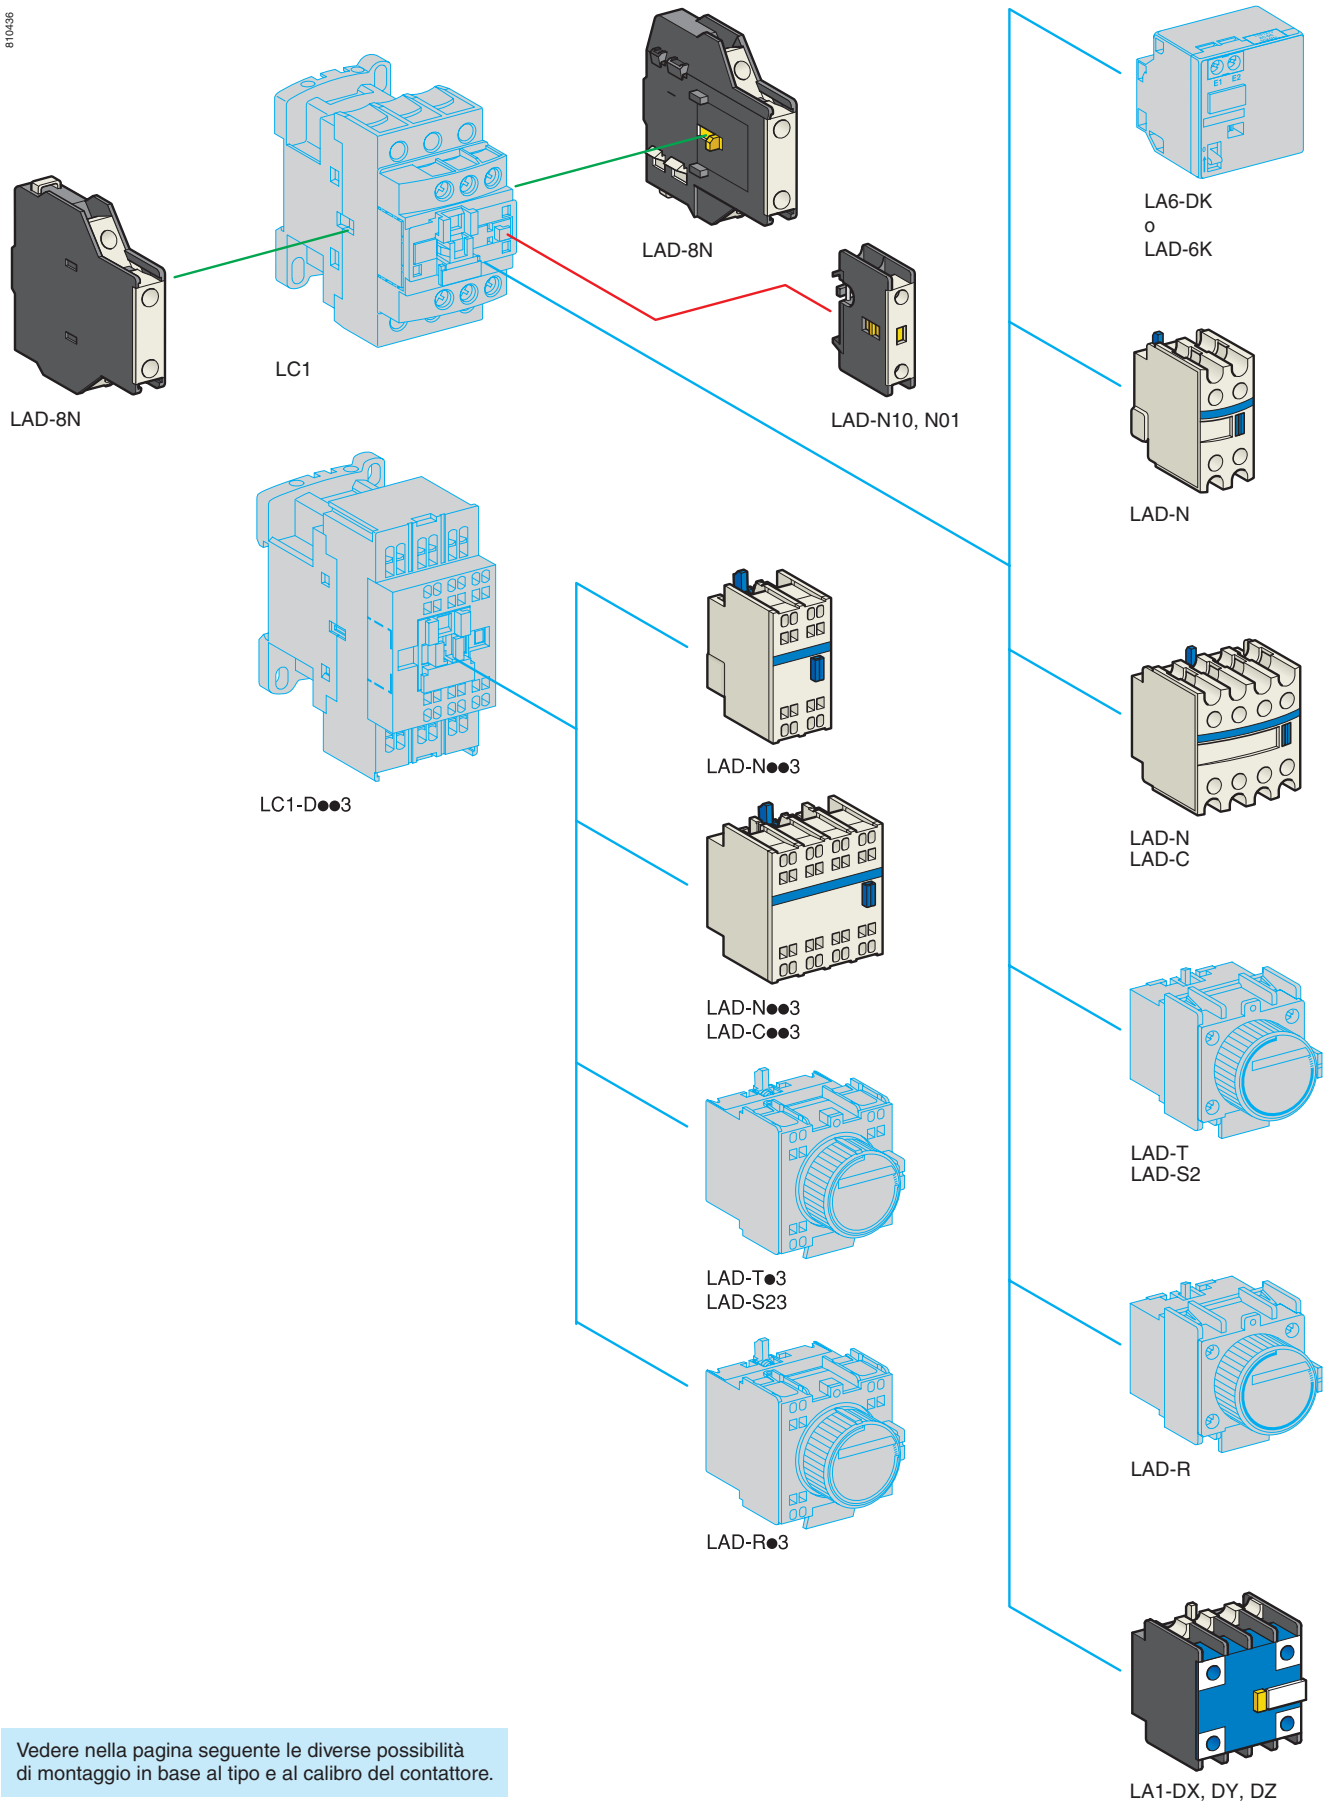 810436
E1 E2
LA6-DK
o
LAD-6K
LAD-8N
LC1
LAD-8N
LAD-N10, N01
LAD-N
LAD-N●●3
LC1-D●●3
LAD-N
LAD-C
LAD-N●●3
LAD-C●●3
LAD-T
LAD-S2
LAD-T●3
LAD-S23
LAD-R
LAD-R●3
Vedere nella pagina seguente le diverse possibilità
di montaggio in base al tipo e al calibro del contattore.
LA1-DX, DY, DZ